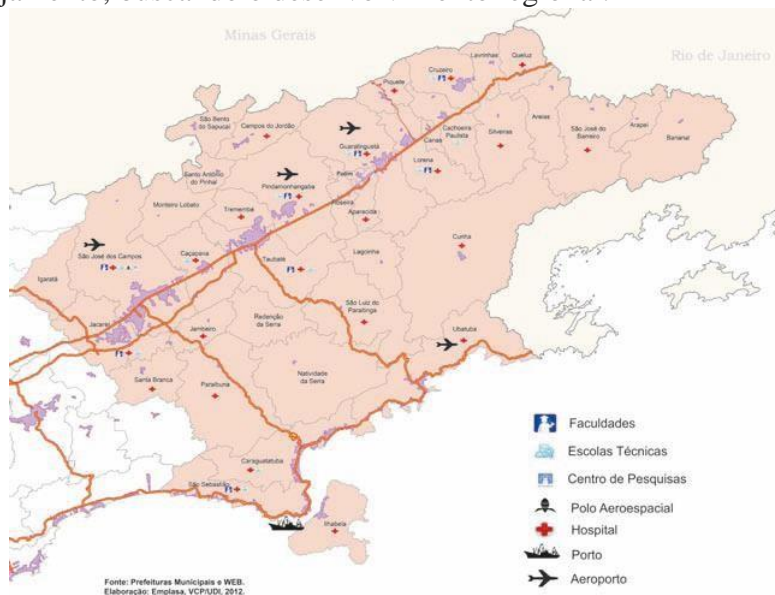 Minas Gerais
Rio de Janeiro
Queluz
Lavrinhas
Cruzeiro
Piquete
São Bento do Sapucaí
Campos do Jordão
Guaratinguetá
Canas
Cachoeira Paulista
Silveiras
Areias
São José do Barreiro
Arapeí
Bananal
Santo Antônio do Pinhal
Pindamonhangaba
Potim
Lorena
Roseira
Aparecida
Monteiro Lobato
Tremembé
Cunha
São José dos Campos
Caçapava
Taubaté
Lagoinha
Igaratá
São Luiz do Paraitinga
Redenção da Serra
Ubatuba
Jacareí
Jambeiro
Natividade da Serra
Santa Branca
Paraibuna
Caraguatatuba
São Sebastião
Ilhabela
Faculdades
Escolas Técnicas
Centro de Pesquisas
Polo Aeroespacial
Hospital
Porto
Aeroporto
Fonte: Prefeituras Municipais e WEB.
Elaboração: Emplasa, VCP/UDI, 2012.